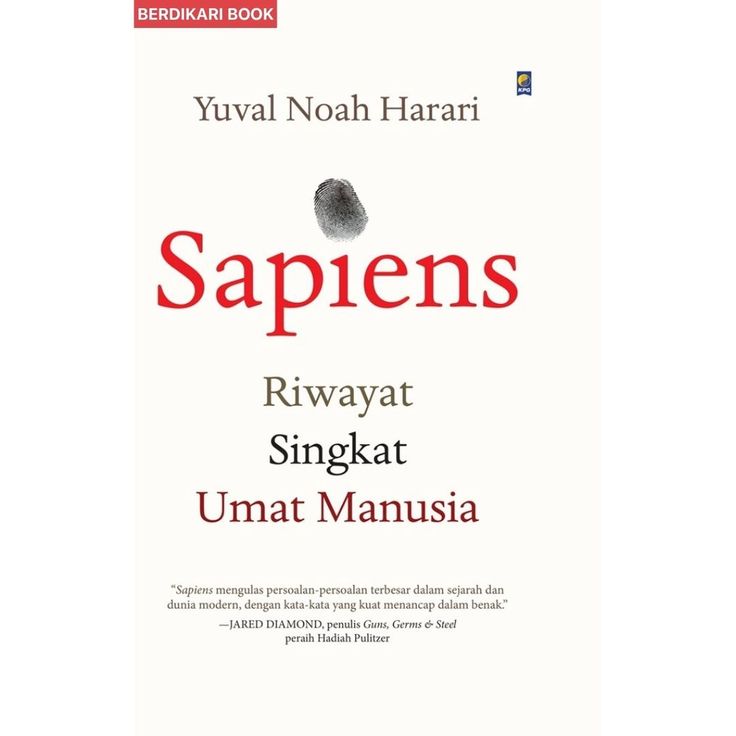 BERDIKARI BOOK
Yuval Noah Harari
KPG
Sapiens
Riwayat
Singkat
Umat Manusia
“Sapiens mengulas persoalan-persoalan terbesar dalam sejarah dan
dunia modern, dengan kata-kata yang kuat menancap dalam benak.”
—JARED DIAMOND, penulis Guns, Germs & Steel
peraih Hadiah Pulitzer